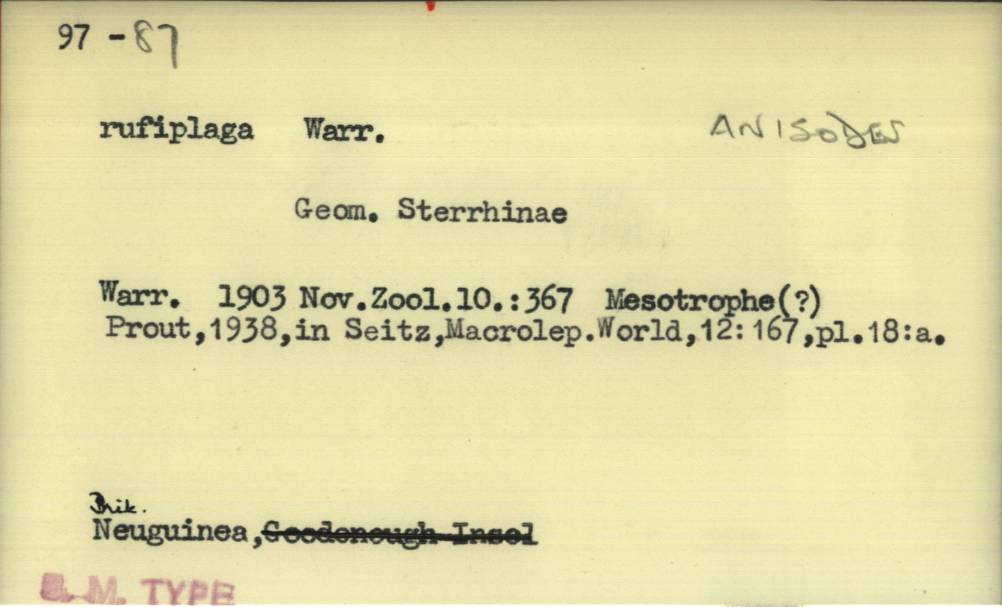 97 - 87
rufiplaga Warr. ANISODES
Geom. Sterrhinae
Warr. 1903 Nov.Zool.10.:367 Mesotrophe(?)
Prout,1938,in Seitz,Macrolep.World,12:167,pl.18:a.
Brit.
Neuguinea,Goodenough Insel
B. M. TYPE